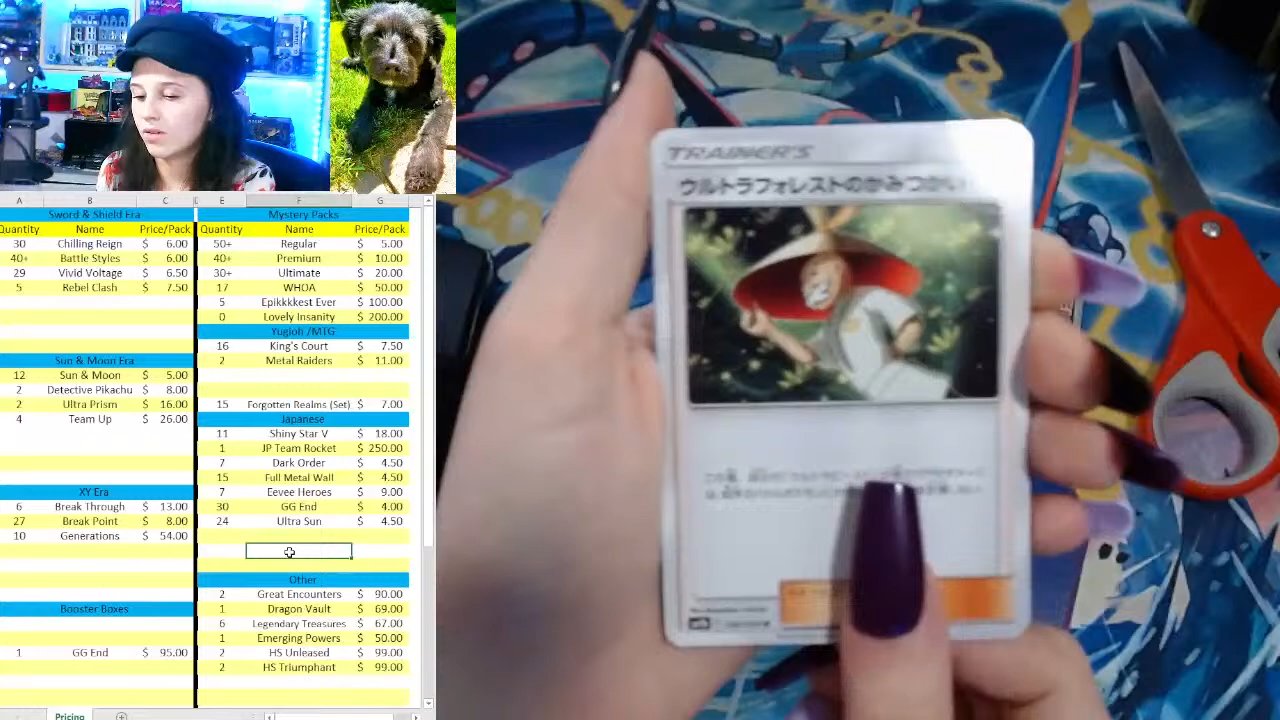 A B C D E F G
Sword & Shield Era
Quantity Name Price/Pack
30 Chilling Reign $ 6.00
40+ Battle Styles $ 6.00
29 Vivid Voltage $ 6.50
5 Rebel Clash $ 7.50
Sun & Moon Era
12 Sun & Moon $ 5.00
2 Detective Pikachu $ 8.00
2 Ultra Prism $ 16.00
4 Team Up $ 26.00
XY Era
6 Break Through $ 13.00
27 Break Point $ 8.00
10 Generations $ 54.00
Booster Boxes
1 GG End $ 95.00
Mystery Packs
Quantity Name Price/Pack
50+ Regular $ 5.00
40+ Premium $ 10.00
30+ Ultimate $ 20.00
17 WHOA $ 50.00
5 Epikkkkest Ever $ 100.00
0 Lovely Insanity $ 200.00
Yugioh /MTG
16 King's Court $ 7.50
2 Metal Raiders $ 11.00
15 Forgotten Realms (Set) $ 7.00
Japanese
11 Shiny Star V $ 18.00
1 JP Team Rocket $ 250.00
7 Dark Order $ 4.50
15 Full Metal Wall $ 4.50
7 Eevee Heroes $ 9.00
30 GG End $ 4.00
24 Ultra Sun $ 4.50
Other
2 Great Encounters $ 90.00
1 Dragon Vault $ 69.00
6 Legendary Treasures $ 67.00
1 Emerging Powers $ 50.00
2 HS Unleased $ 99.00
2 HS Triumphant $ 99.00
Pricing
TRAINER'S
ウルトラフォレストのかみつかい